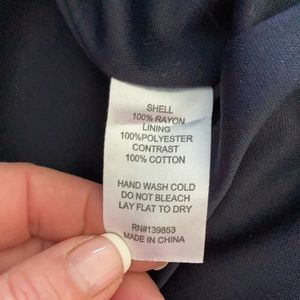 SHELL
100% RAYON
LINING
100%POLYESTER
CONTRAST
100% COTTON
HAND WASH COLD
DO NOT BLEACH
LAY FLAT TO DRY
RN#139853
MADE IN CHINA